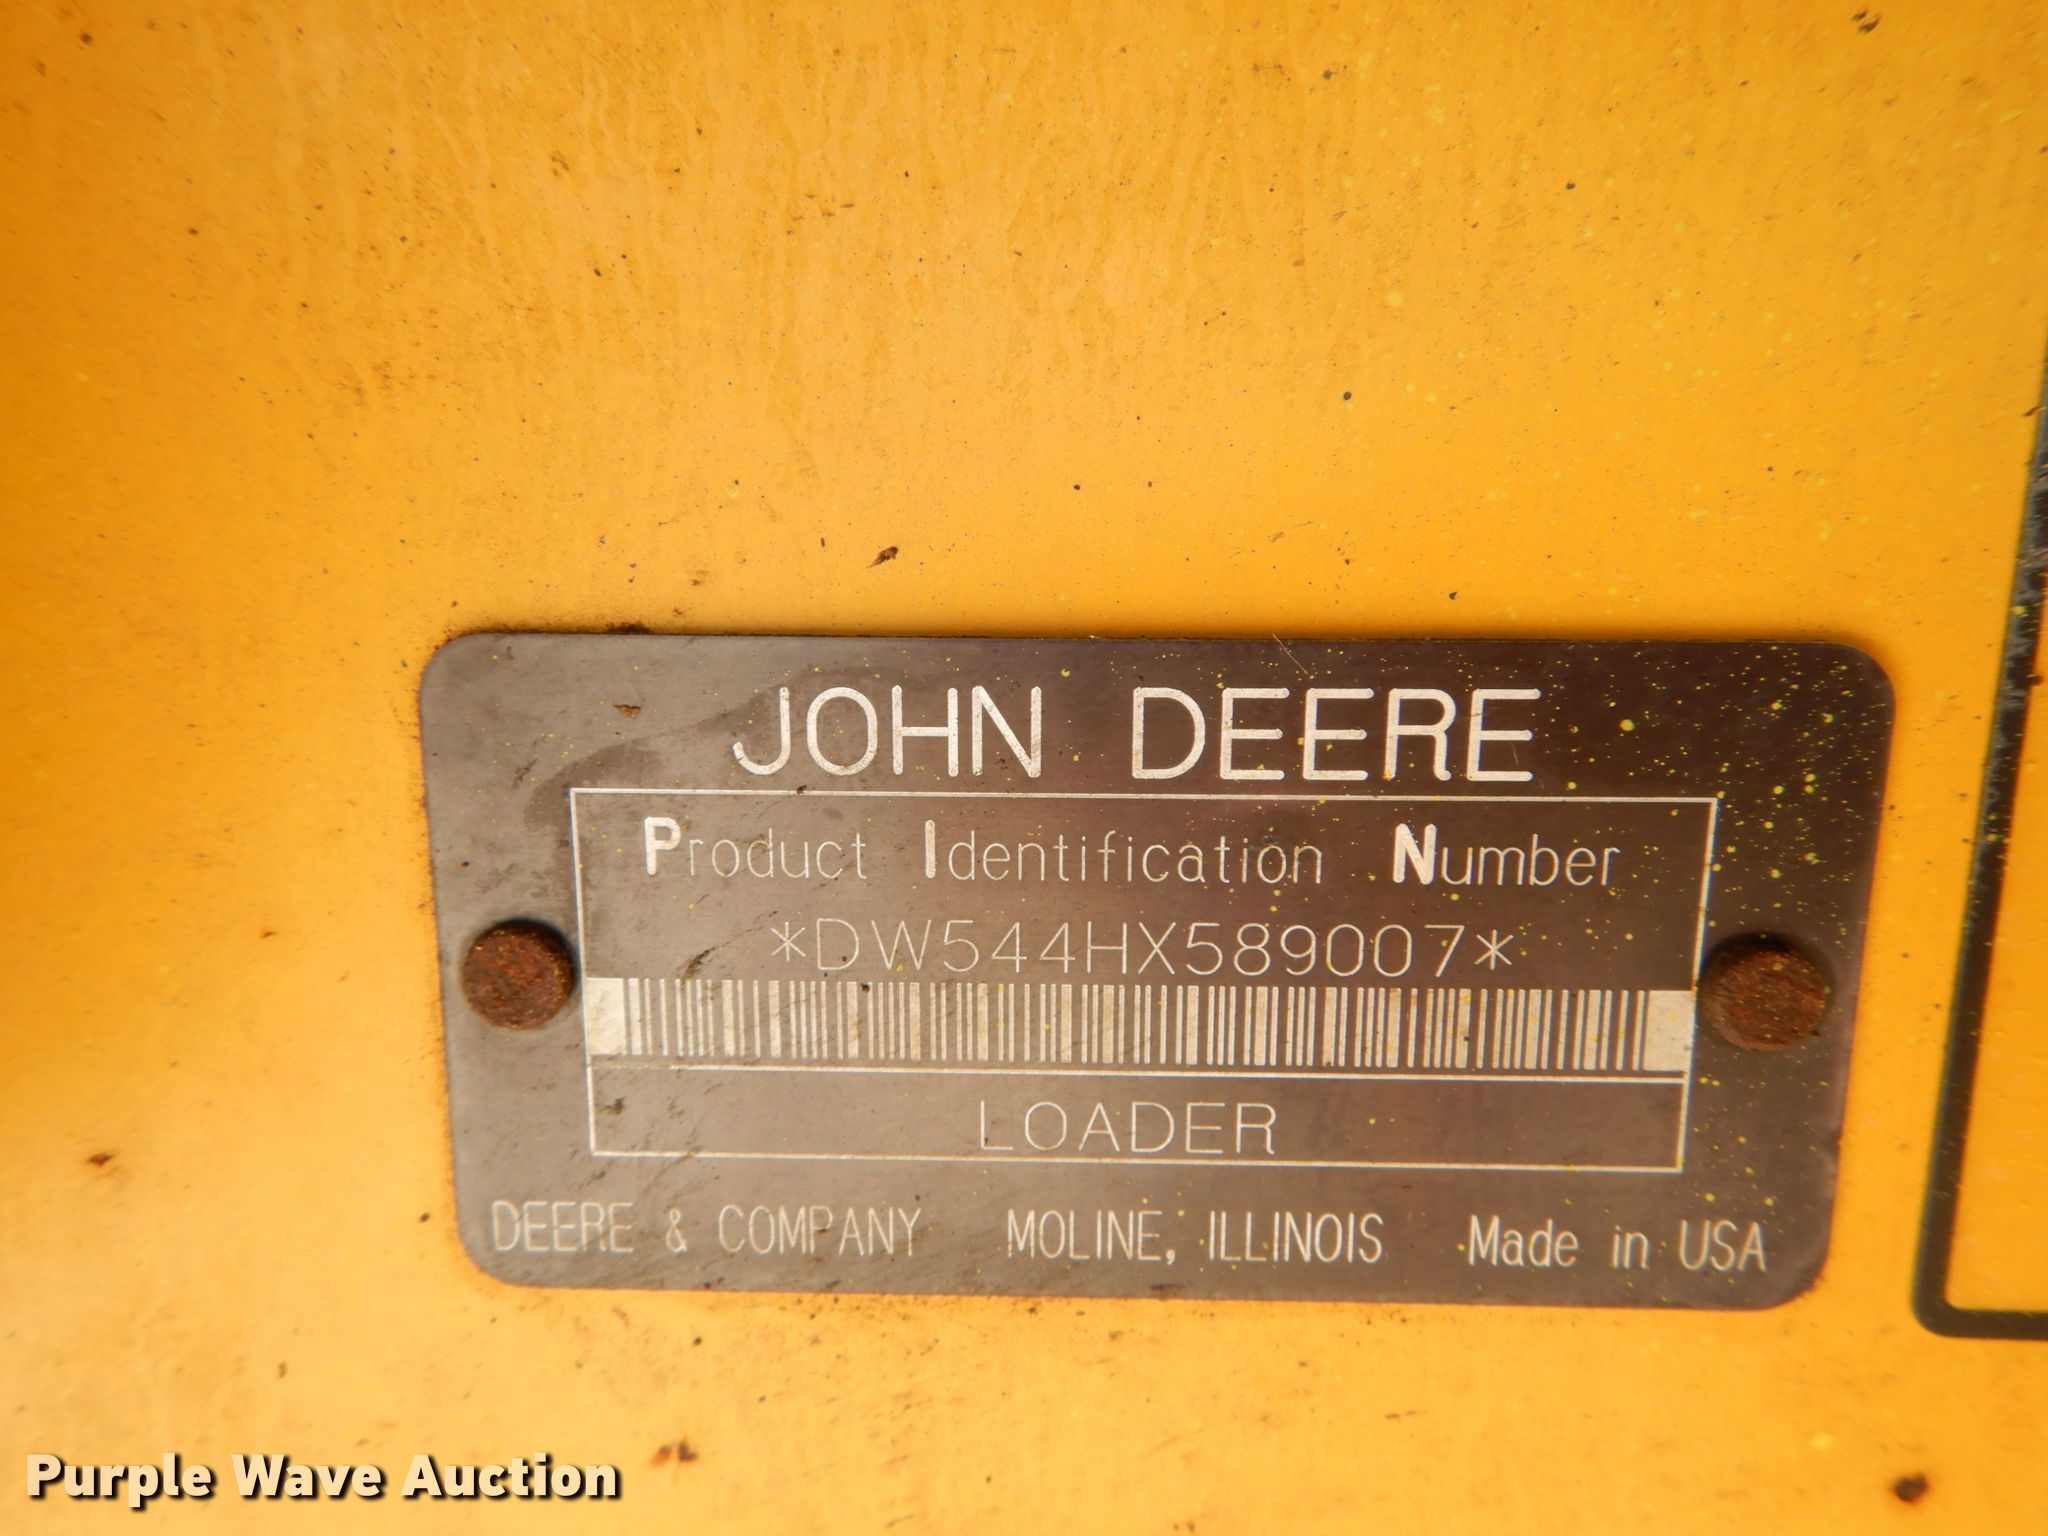 JOHN DEERE
Product Identification Number
*DW544HX589007*
LOADER
DEERE & COMPANY MOLINE, ILLINOIS Made in USA
Purple Wave Auction